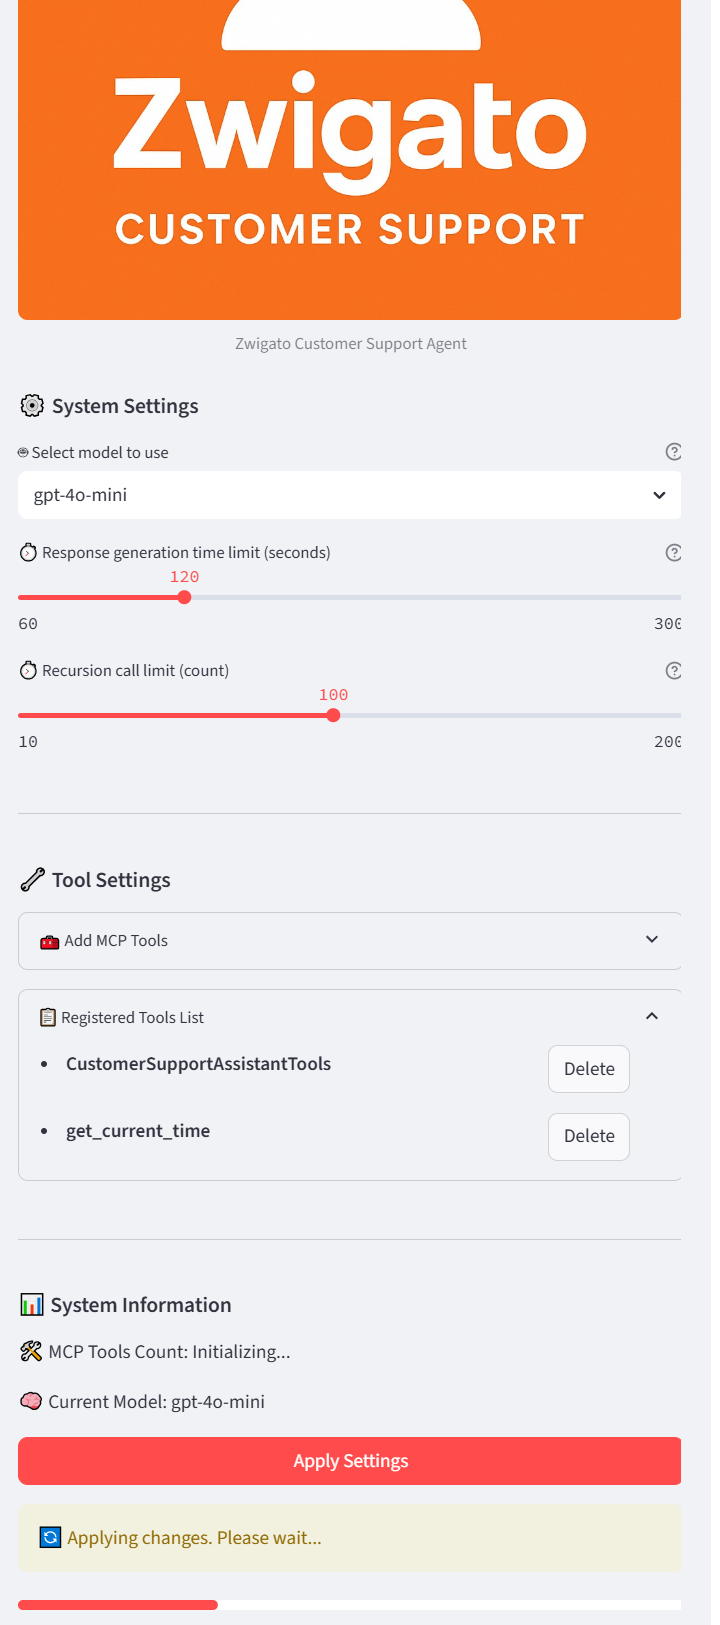 Zwigato
CUSTOMER SUPPORT
Zwigato Customer Support Agent
System Settings
Select model to use
gpt-4o-mini
Response generation time limit (seconds)
120
60 300
Recursion call limit (count)
100
10 200
Tool Settings
Add MCP Tools
Registered Tools List
CustomerSupportAssistantTools Delete
get_current_time Delete
System Information
MCP Tools Count: Initializing...
Current Model: gpt-4o-mini
Apply Settings
Applying changes. Please wait...